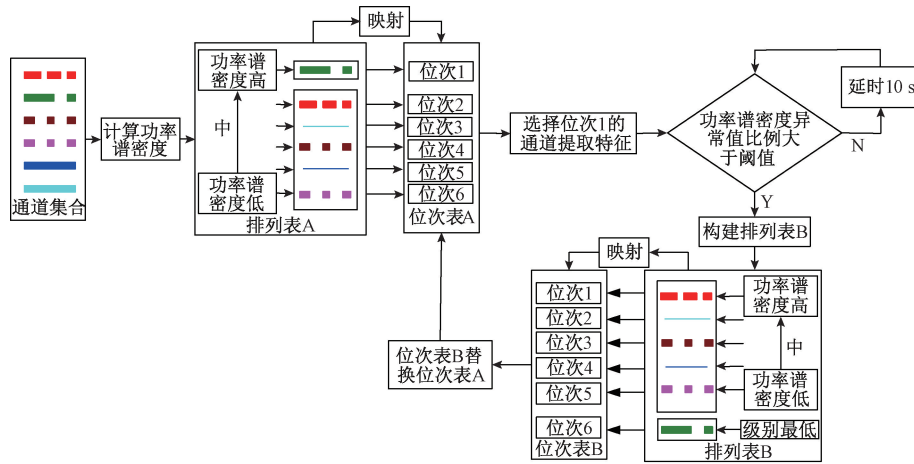 通道集合
计算功率
谱密度
映射
功率谱
密度高
中
功率谱
密度低
排列表A
位次1
位次2
位次3
位次4
位次5
位次6
位次表A
选择位次1的
通道提取特征
功率谱密度异
常值比例大
于阈值
延时10 s
N
Y
构建排列表B
映射
功率谱
密度高
中
功率谱
密度低
级别最低
排列表B
位次1
位次2
位次3
位次4
位次5
位次6
位次表B
位次表B替
换位次表A